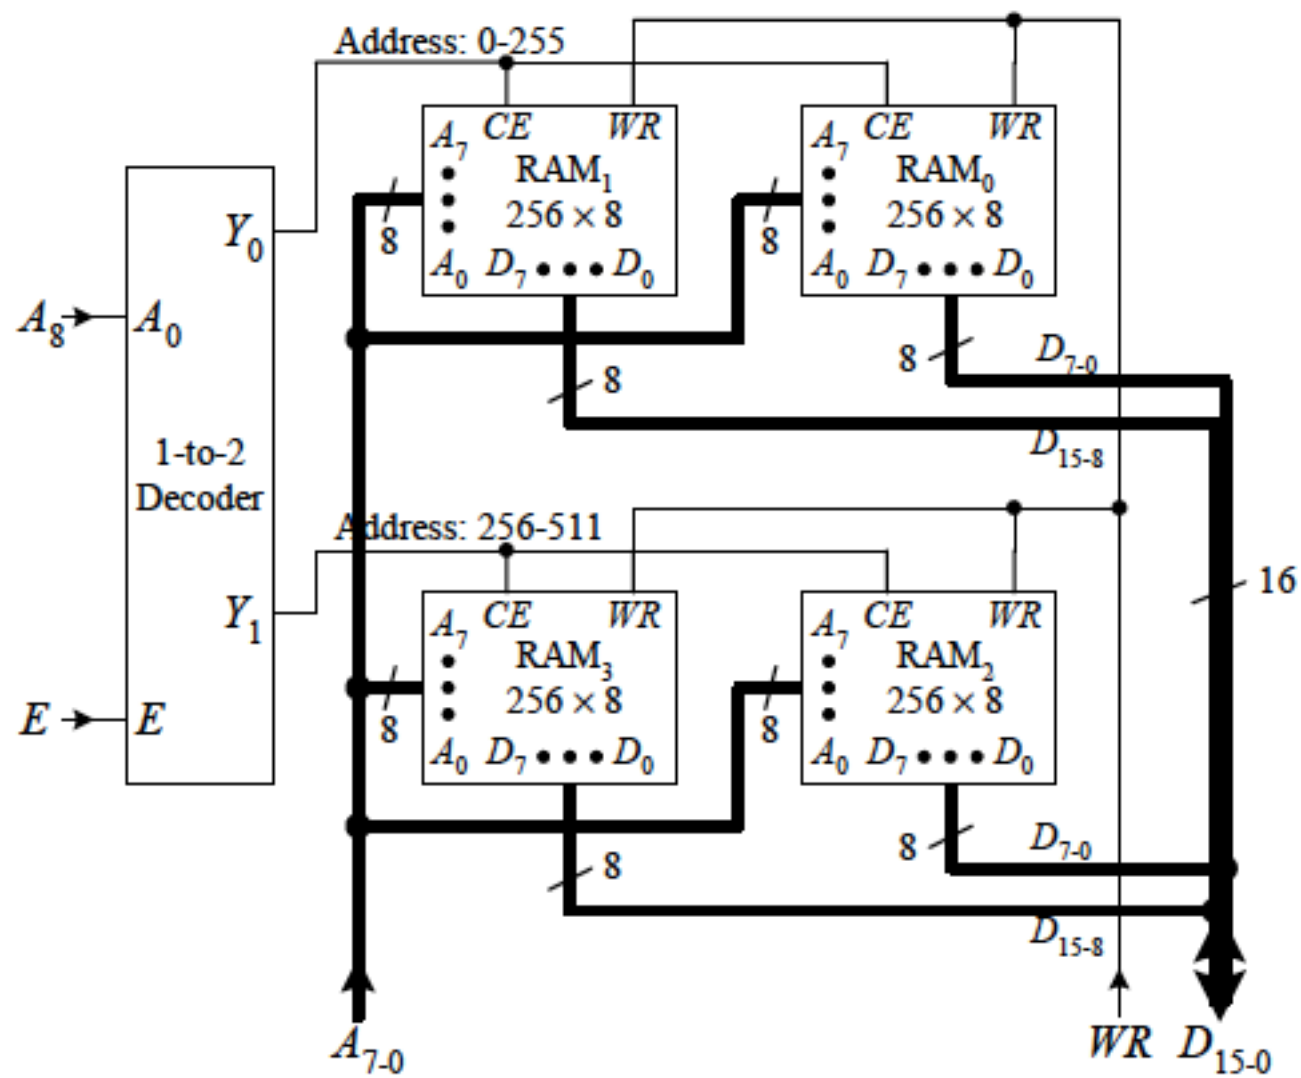 Address: 0-255
CE WR
A7
RAM1
256 × 8
A0 D7 D0
8
CE WR
A7
RAM0
256 × 8
A0 D7 D0
8
Y0
A8
A0
1-to-2
Decoder
Y1
E
E
8
8
D7-0
D15-8
Address: 256-511
CE WR
A7
RAM3
256 × 8
A0 D7 D0
8
CE WR
A7
RAM2
256 × 8
A0 D7 D0
8
16
8
8
D7-0
D15-8
A7-0
WR
D15-0